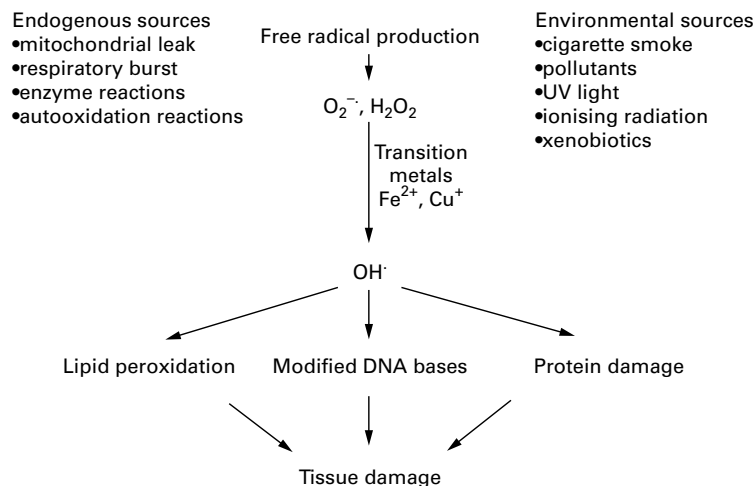 Endogenous sources
•mitochondrial leak
•respiratory burst
•enzyme reactions
•autooxidation reactions
Free radical production
Environmental sources
•cigarette smoke
•pollutants
•UV light
•ionising radiation
•xenobiotics
O₂⁻·, H₂O₂
Transition
metals
Fe²⁺, Cu⁺
OH·
Lipid peroxidation
Modified DNA bases
Protein damage
Tissue damage